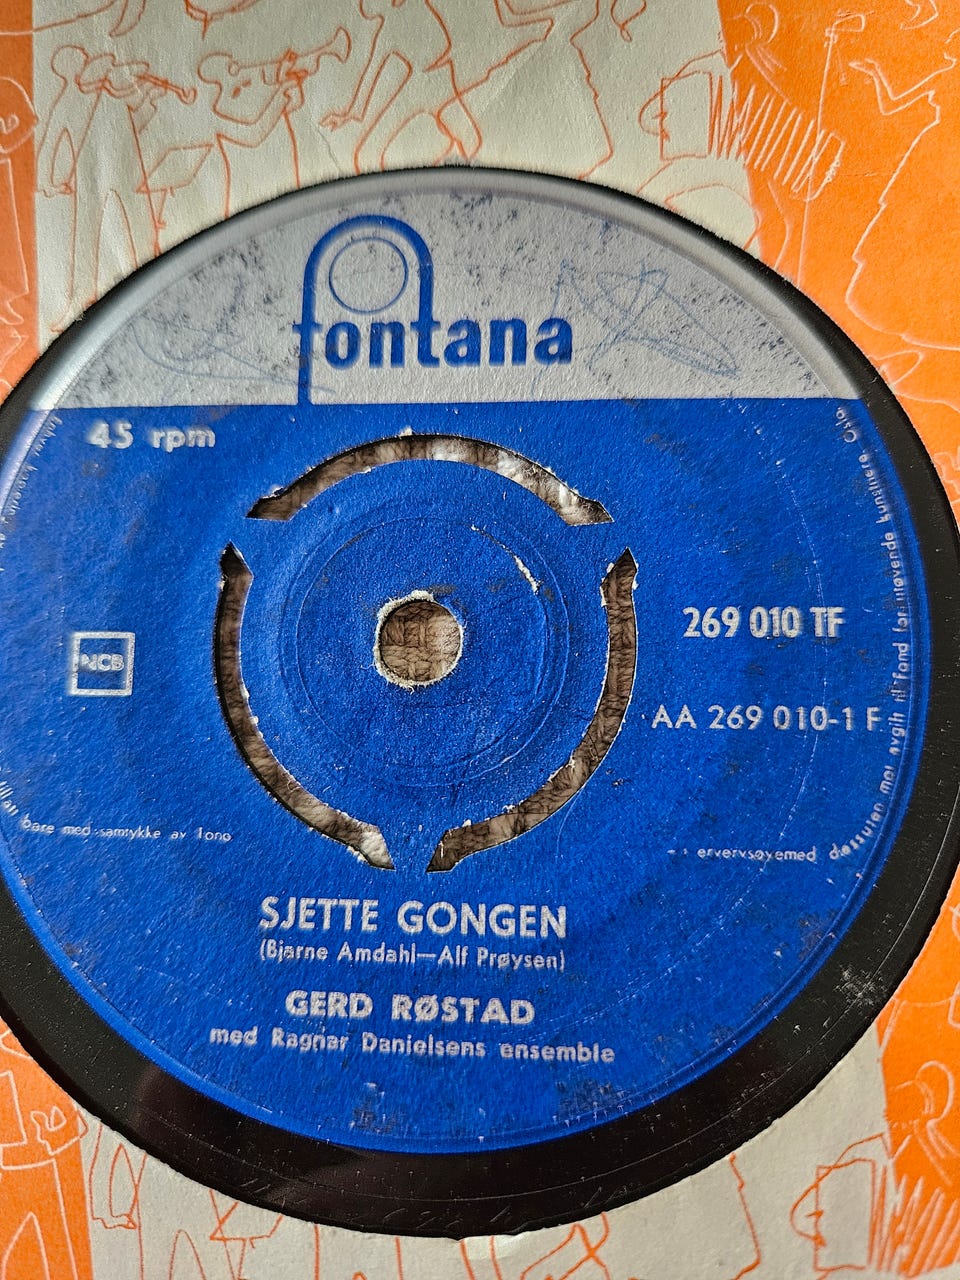 fontana
45 rpm
NCB
269 010 TF
AA 269 010-1 F
bare med samtykke av Tono
ervervsøyemed dessuten mot avgift til fond for utøvende kunstnere. Oslo
SJETTE GONGEN
(Bjarne Amdahl—Alf Prøysen)
GERD RØSTAD
med Ragnar Danielsens ensemble